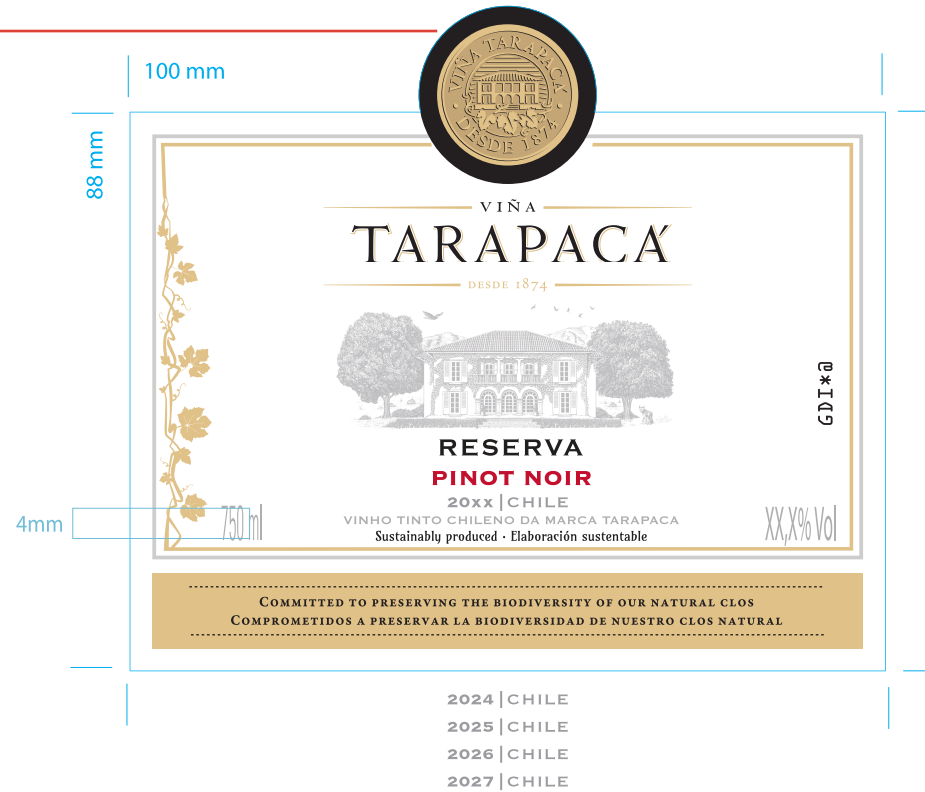 100 mm
88 mm
VIÑA TARAPACÁ
DESDE 1874
VIÑA
TARAPACÁ
DESDE 1874
GDI*@
RESERVA
PINOT NOIR
20xx|CHILE
VINHO TINTO CHILENO DA MARCA TARAPACA
Sustainably produced · Elaboración sustentable
4mm
750 ml
XX,X% Vol
COMMITTED TO PRESERVING THE BIODIVERSITY OF OUR NATURAL CLOS
COMPROMETIDOS A PRESERVAR LA BIODIVERSIDAD DE NUESTRO CLOS NATURAL
2024|CHILE
2025|CHILE
2026|CHILE
2027|CHILE